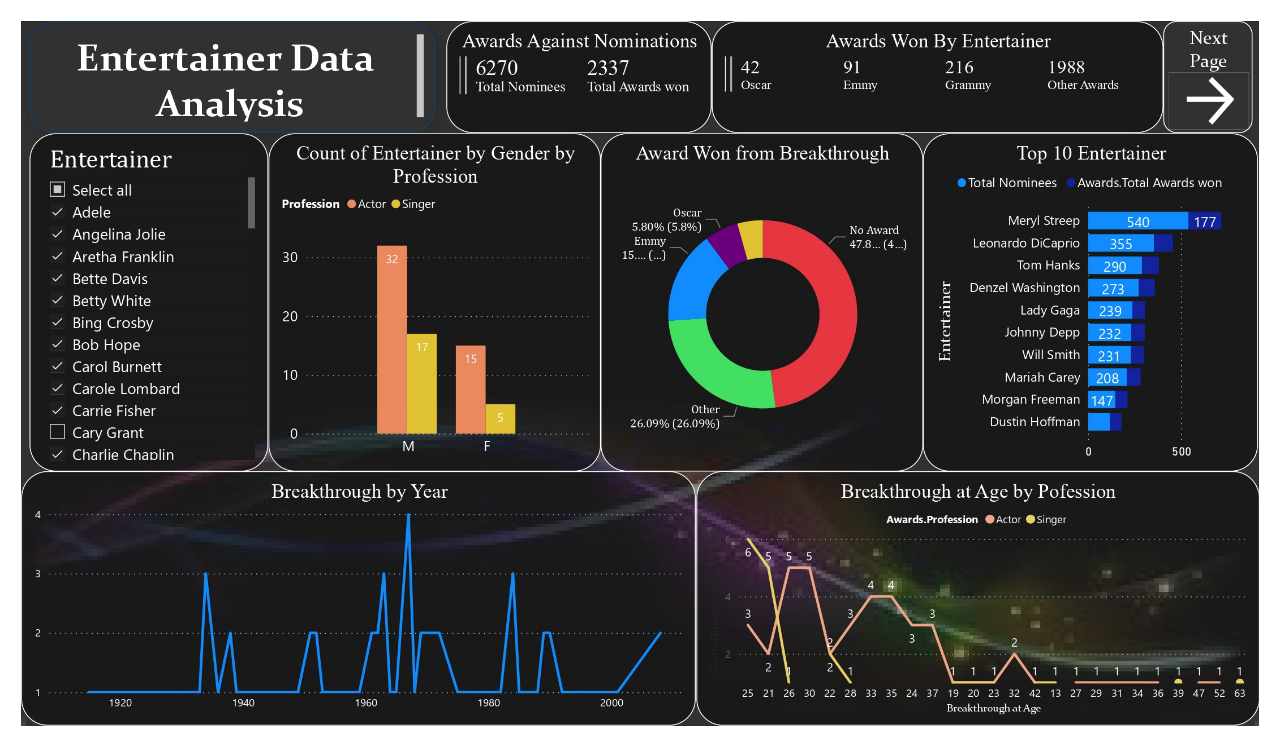 Entertainer Data
Analysis
Awards Against Nominations
6270
2337
Total Nominees
Total Awards won
Awards Won By Entertainer
42
91
216
1988
Oscar
Emmy
Grammy
Other Awards
Next
Page
Entertainer
Select all
Adele
Angelina Jolie
Aretha Franklin
Bette Davis
Betty White
Bing Crosby
Bob Hope
Carol Burnett
Carole Lombard
Carrie Fisher
Cary Grant
Charlie Chaplin
Count of Entertainer by Gender by
Profession
Profession Actor Singer
30
20
10
0
32
17
15
5
M F
Award Won from Breakthrough
Oscar
5.80% (5.8%)
Emmy
15.... (...)
No Award
47.8... (4...)
Other
26.09% (26.09%)
Top 10 Entertainer
Total Nominees Awards.Total Awards won
Entertainer
Meryl Streep 540 177
Leonardo DiCaprio 355
Tom Hanks 290
Denzel Washington 273
Lady Gaga 239
Johnny Depp 232
Will Smith 231
Mariah Carey 208
Morgan Freeman 147
Dustin Hoffman
0 500
Breakthrough by Year
4
3
2
1
1920 1940 1960 1980 2000
Breakthrough at Age by Pofession
Awards.Profession Actor Singer
6
4
2
3 6 2 5 5 1 5 2 2 3 1 4 4 3 3 1 1 1 2 1 1 1 1 1 1 1 1 1 1 1
25 21 26 30 22 28 33 35 24 37 19 20 23 32 42 13 27 29 31 34 36 39 47 52 63
Breakthrough at Age